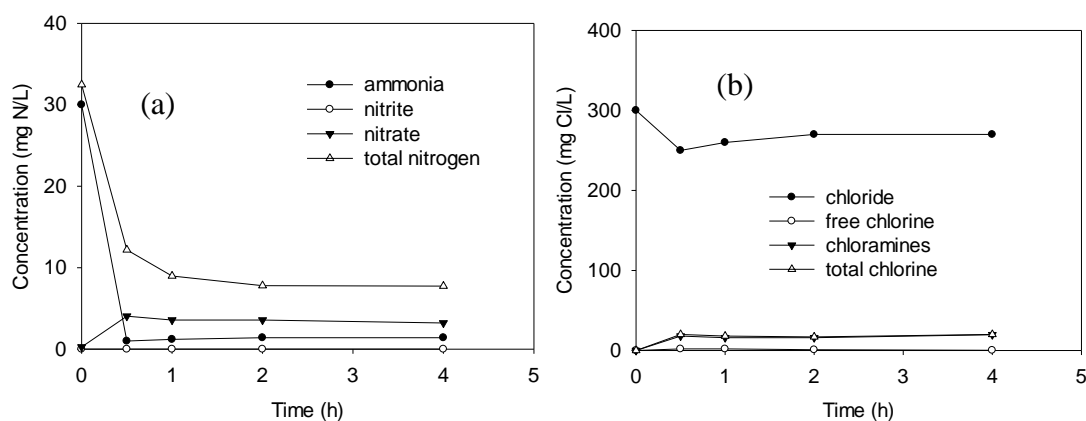 Concentration (mg N/L)
40
30
20
10
0
(a)
ammonia
nitrite
nitrate
total nitrogen
0 1 2 3 4 5
Time (h)
Concentration (mg Cl/L)
400
300
200
100
0
(b)
chloride
free chlorine
chloramines
total chlorine
0 1 2 3 4 5
Time (h)